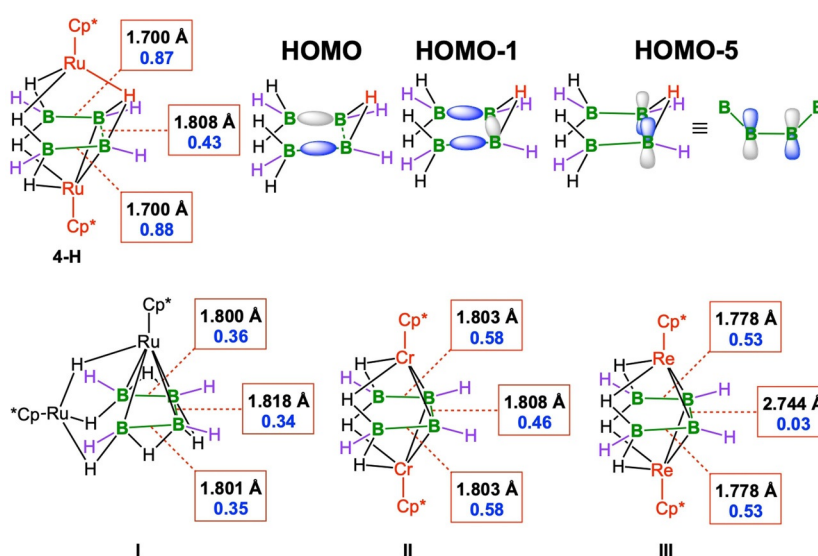 Cp*
Ru
H
H
H
H
H
B
B
B
B
H
H
H
H
Ru
Cp*
1.700 Å
0.87
1.808 Å
0.43
1.700 Å
0.88
4-H
HOMO
H
H
H
H
H
B
B
B
B
H
H
H
H
HOMO-1
H
H
H
H
H
B
B
B
B
H
H
H
H
HOMO-5
H
H
H
H
H
B
B
B
B
H
H
H
≡
B
B
B
B
Cp*
Ru
H
H
H
H
*Cp-Ru
H
B
B
B
B
H
H
H
H
H
1.800 Å
0.36
1.818 Å
0.34
1.801 Å
0.35
I
Cp*
Cr
H
H
H
H
B
B
B
B
H
H
H
H
Cr
Cp*
1.803 Å
0.58
1.808 Å
0.46
1.803 Å
0.58
II
Cp*
Re
H
H
H
H
B
B
B
B
H
H
H
H
Re
Cp*
1.778 Å
0.53
2.744 Å
0.03
1.778 Å
0.53
III